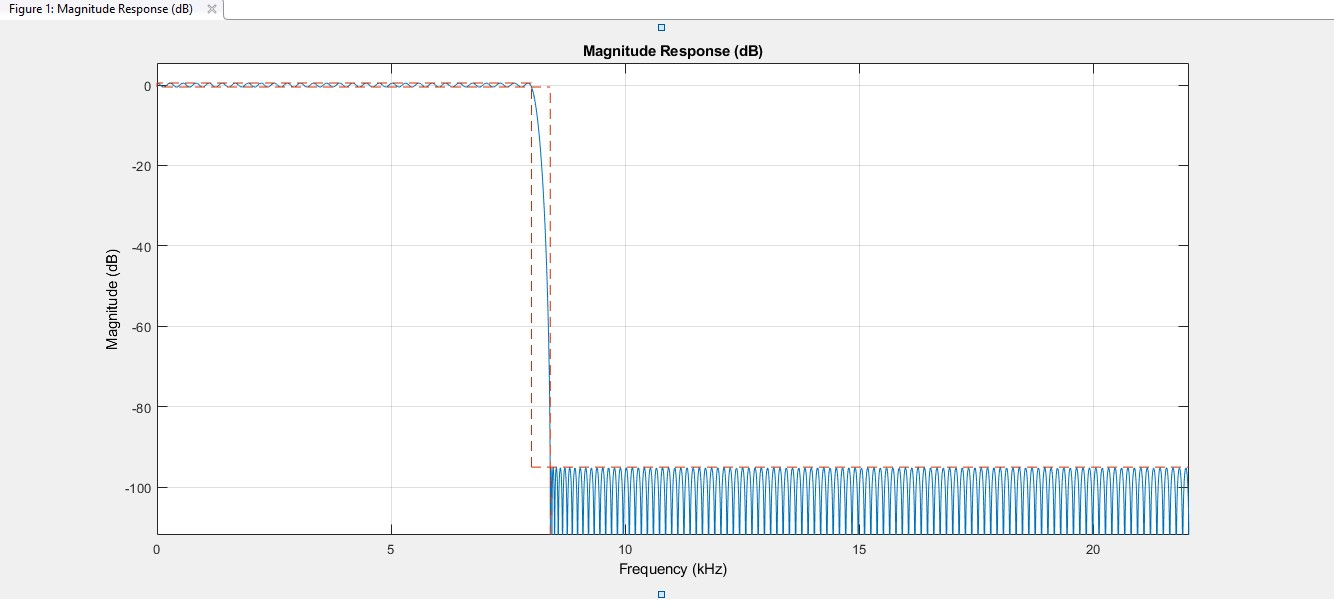 Figure 1: Magnitude Response (dB)
Magnitude Response (dB)
0
-20
-40
-60
-80
-100
Magnitude (dB)
0 5 10 15 20
Frequency (kHz)